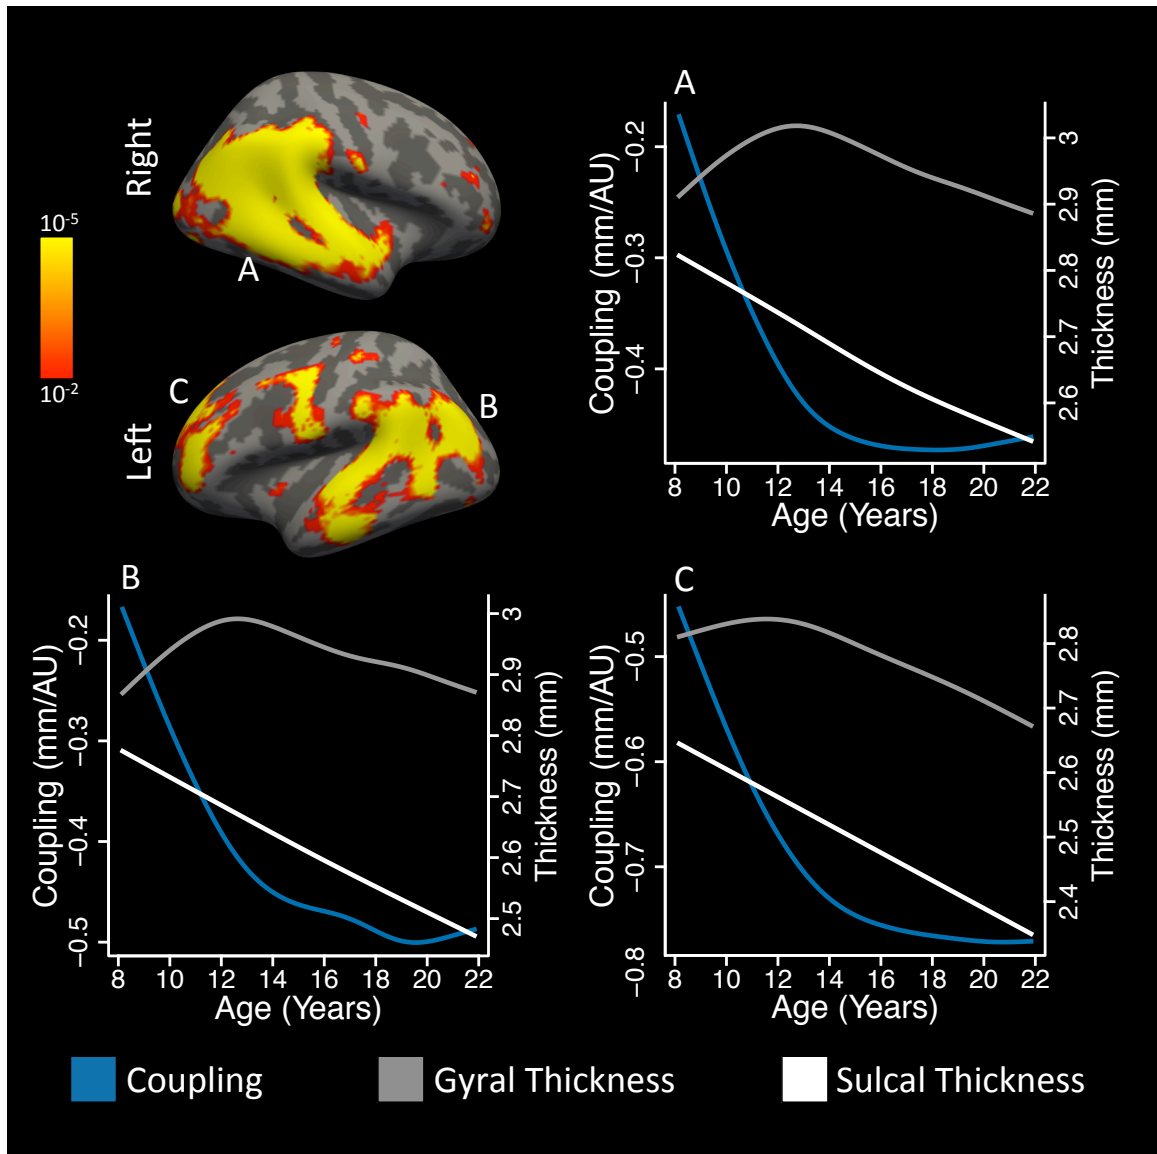 Right
10-5
10-2
A
Left
C
B
A
Coupling (mm/AU)
−0.2
−0.3
−0.4
3
2.9
2.8
2.7
2.6
Thickness (mm)
8 10 12 14 16 18 20 22
Age (Years)
B
Coupling (mm/AU)
−0.2
−0.3
−0.4
−0.5
3
2.9
2.8
2.7
2.6
2.5
Thickness (mm)
8 10 12 14 16 18 20 22
Age (Years)
C
Coupling (mm/AU)
−0.5
−0.6
−0.7
−0.8
2.8
2.7
2.6
2.5
2.4
Thickness (mm)
8 10 12 14 16 18 20 22
Age (Years)
Coupling Gyral Thickness Sulcal Thickness